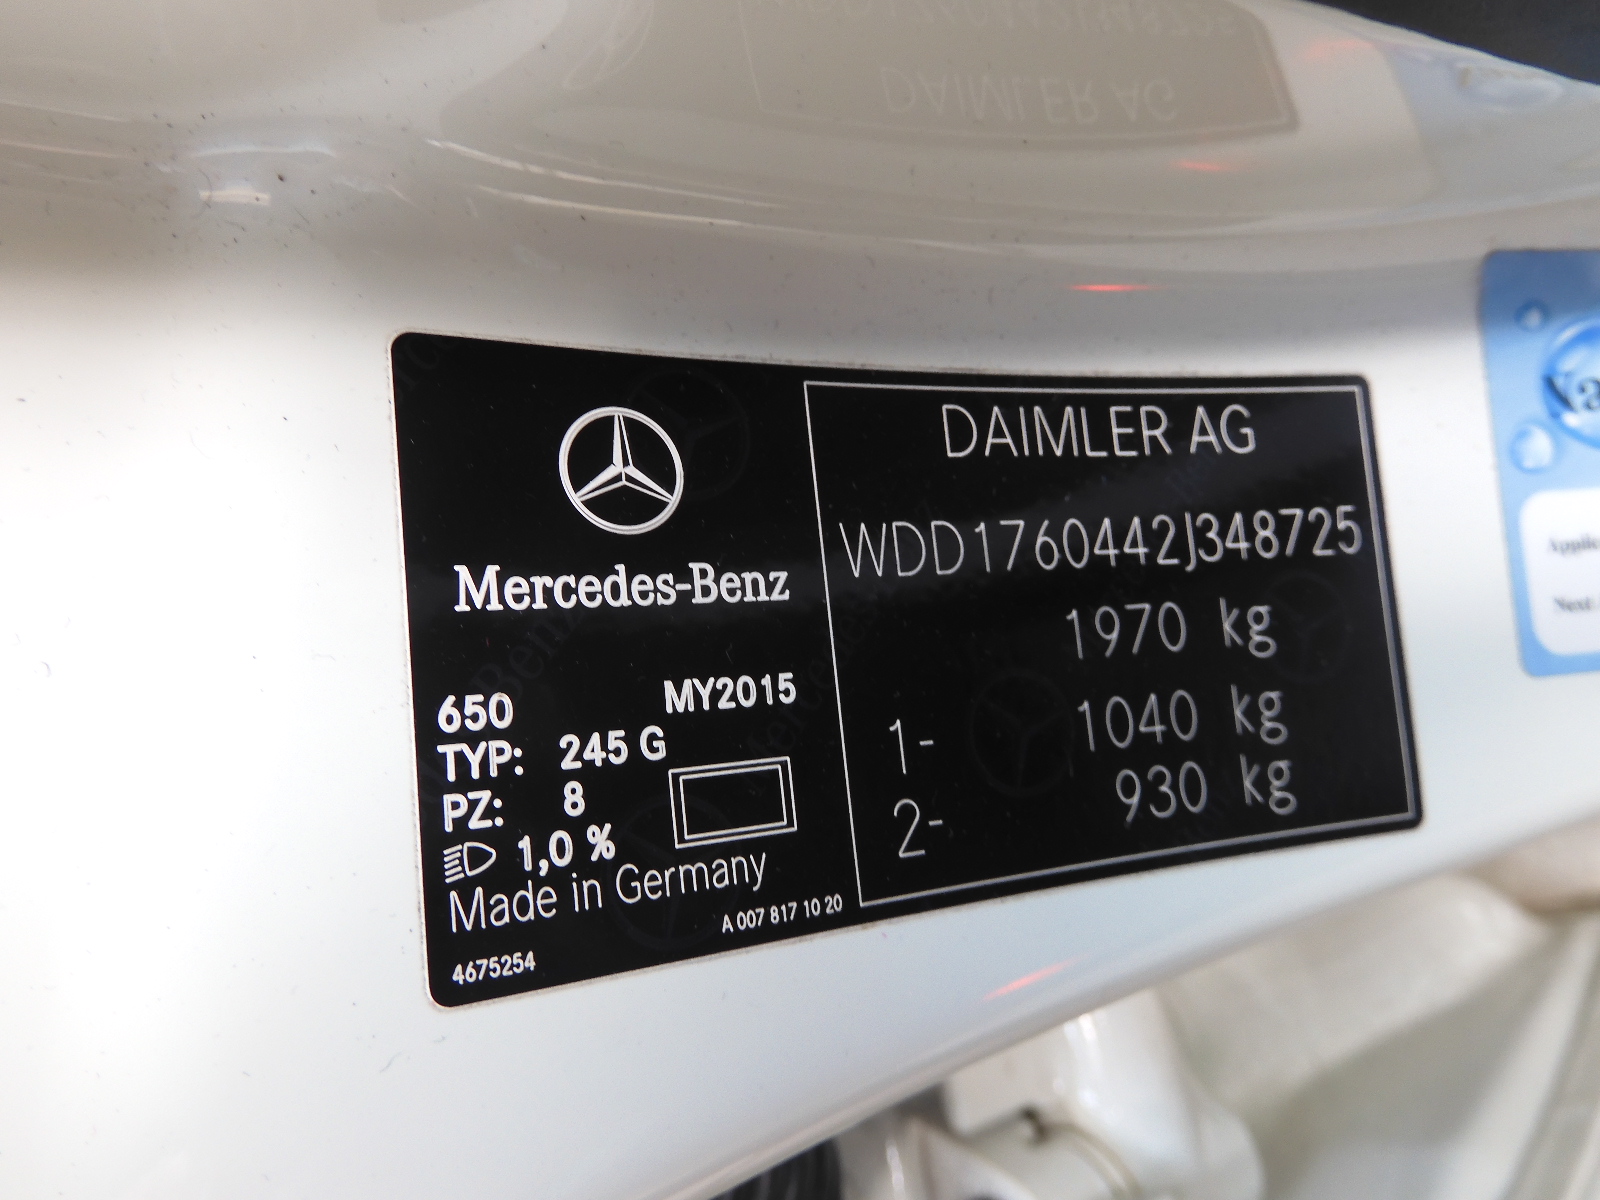 Mercedes-Benz
650 MY2015
TYP: 245 G
PZ: 8
1,0 %
Made in Germany
A 007 817 10 20
4675254
DAIMLER AG
WDD1760442J348725
1970 kg
1- 1040 kg
2- 930 kg